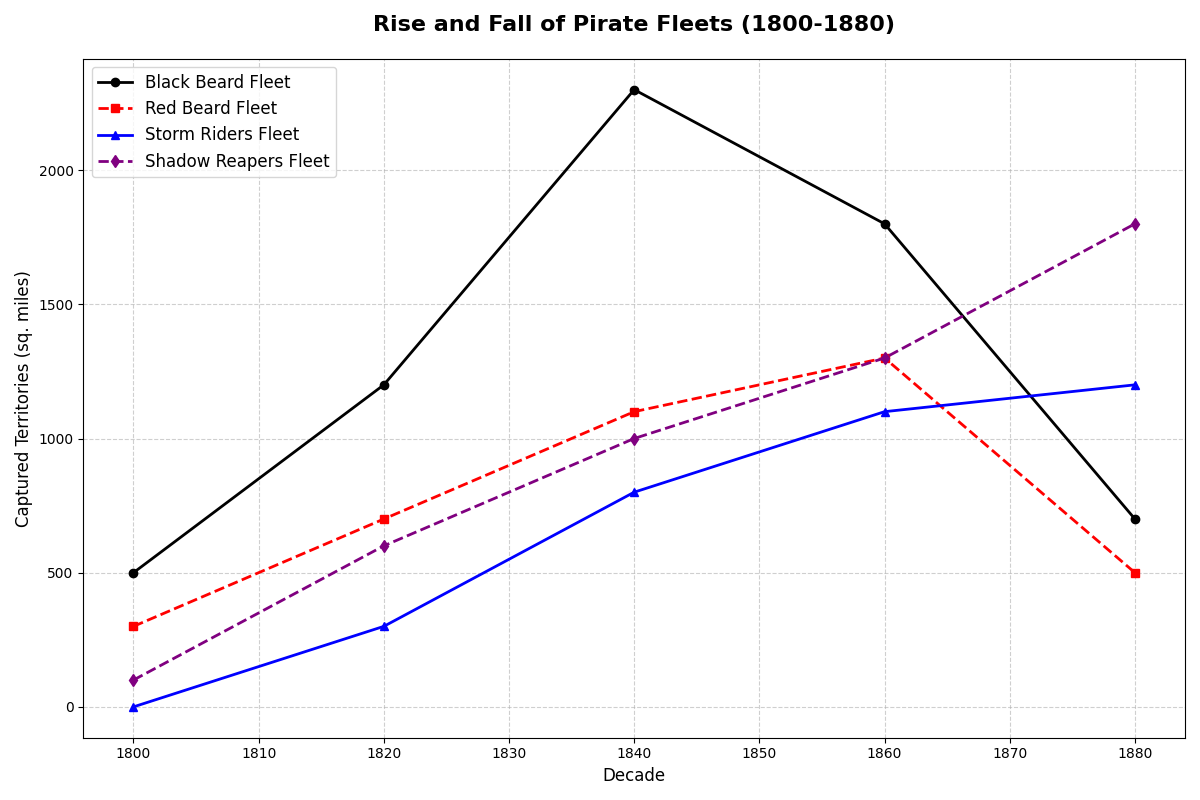 Rise and Fall of Pirate Fleets (1800-1880)
Black Beard Fleet
Red Beard Fleet
Storm Riders Fleet
Shadow Reapers Fleet
Captured Territories (sq. miles)
2000
1500
1000
500
0
1800 1810 1820 1830 1840 1850 1860 1870 1880
Decade